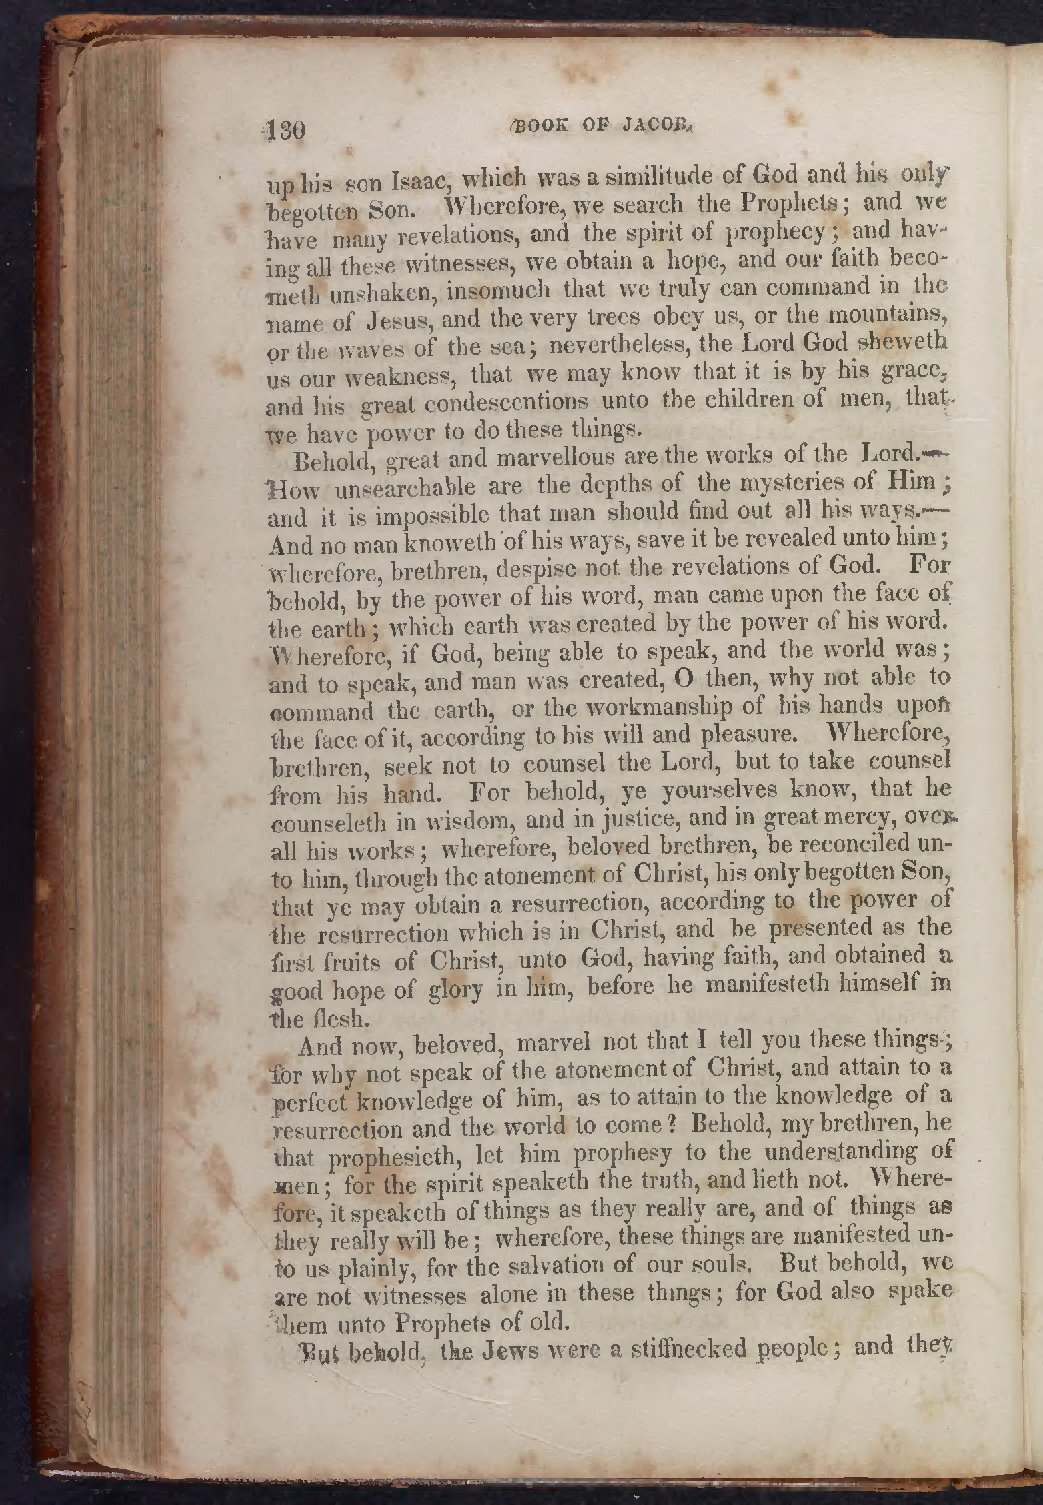 130 BOOK OF JACOB.
up his son Isaac, which was a similitude of God and his only
begotten Son. Wherefore, we search the Prophets; and we
have many revelations, and the spirit of prophecy; and hav-
ing all these witnesses, we obtain a hope, and our faith beco-
meth unshaken, insomuch that we truly can command in the
name of Jesus, and the very trees obey us, or the mountains,
or the waves of the sea; nevertheless, the Lord God sheweth
us our weakness, that we may know that it is by his grace,
and his great condescentions unto the children of men, that
we have power to do these things.
Behold, great and marvellous are the works of the Lord.—
How unsearchable are the depths of the mysteries of Him;
and it is impossible that man should find out all his ways.—
And no man knoweth of his ways, save it be revealed unto him;
wherefore, brethren, despise not the revelations of God. For
behold, by the power of his word, man came upon the face of
the earth; which earth was created by the power of his word.
Wherefore, if God, being able to speak, and the world was;
and to speak, and man was created, O then, why not able to
command the earth, or the workmanship of his hands upon
the face of it, according to his will and pleasure. Wherefore,
brethren, seek not to counsel the Lord, but to take counsel
from his hand. For behold, ye yourselves know, that he
counseleth in wisdom, and in justice, and in great mercy, over
all his works; wherefore, beloved brethren, be reconciled un-
to him, through the atonement of Christ, his only begotten Son,
that ye may obtain a resurrection, according to the power of
the resurrection which is in Christ, and be presented as the
first fruits of Christ, unto God, having faith, and obtained a
good hope of glory in him, before he manifesteth himself in
the flesh.
And now, beloved, marvel not that I tell you these things;
for why not speak of the atonement of Christ, and attain to a
perfect knowledge of him, as to attain to the knowledge of a
resurrection and the world to come? Behold, my brethren, he
that prophesieth, let him prophesy to the understanding of
men; for the spirit speaketh the truth, and lieth not. Where-
fore, it speaketh of things as they really are, and of things as
they really will be; wherefore, these things are manifested un-
to us plainly, for the salvation of our souls. But behold, we
are not witnesses alone in these things; for God also spake
them unto Prophets of old.
But behold, the Jews were a stiffnecked people; and they